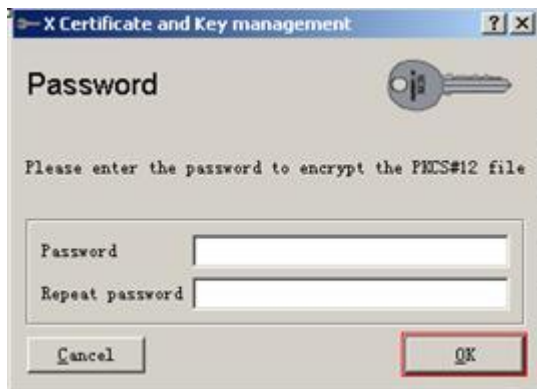 X Certificate and Key management
Password
Please enter the password to encrypt the PKCS#12 file
Password
Repeat password
Cancel
OK